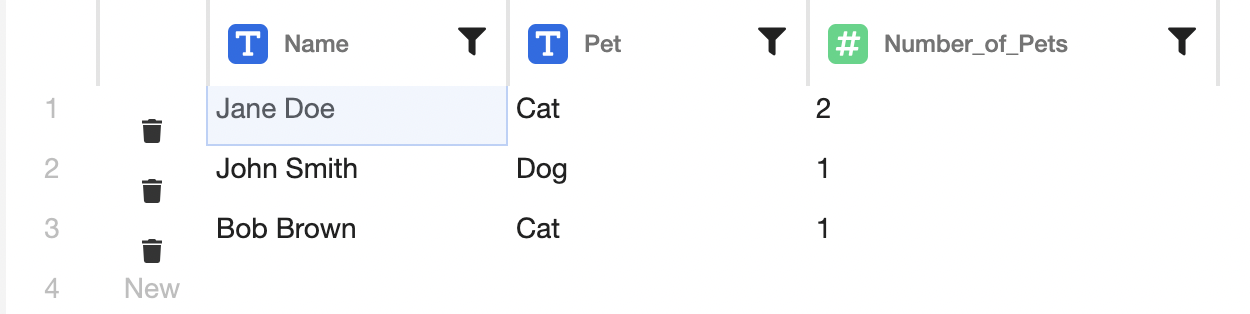 Name Pet Number_of_Pets
1 Jane Doe Cat 2
2 John Smith Dog 1
3 Bob Brown Cat 1
4 New